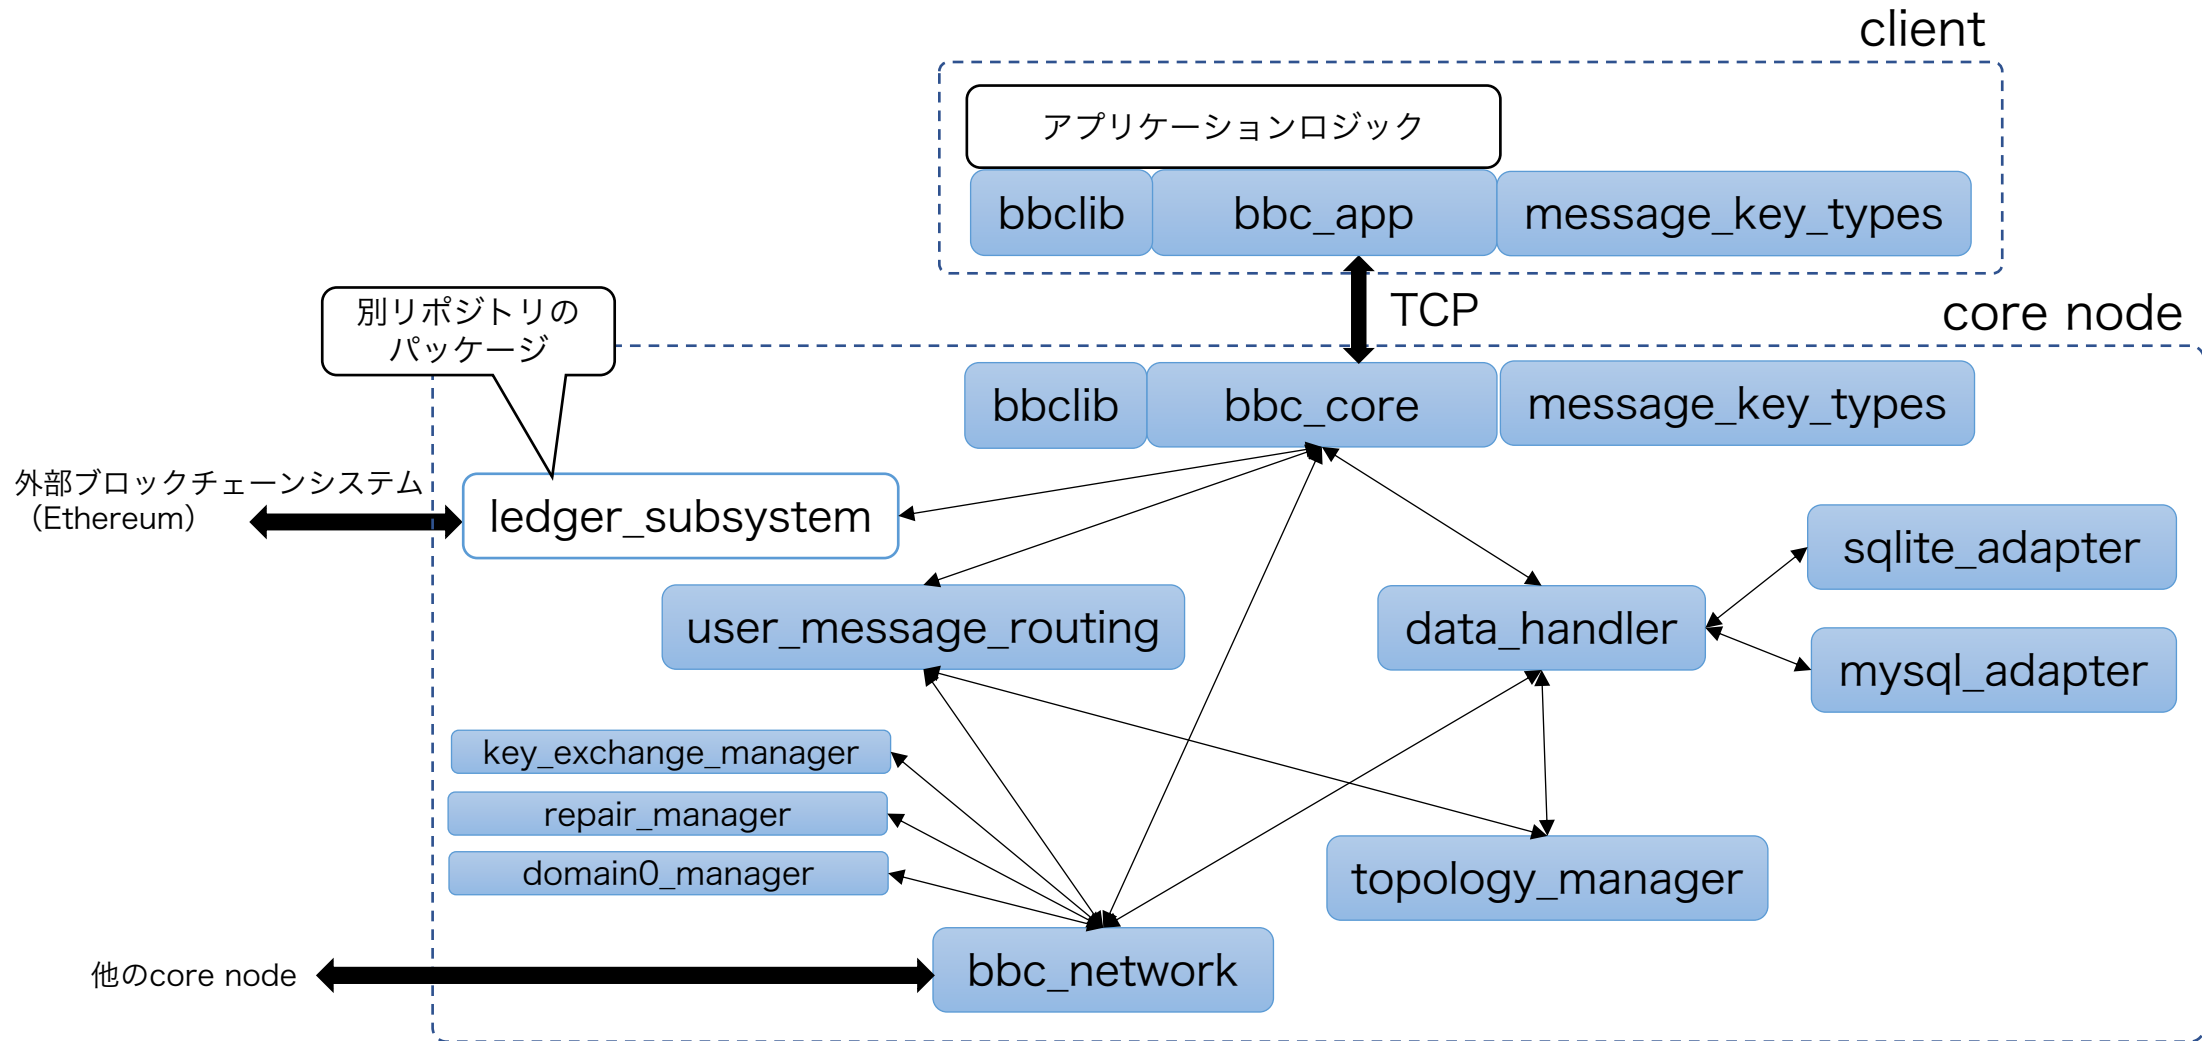 client
アプリケーションロジック
bbclib
bbc_app
message_key_types
TCP
core node
別リポジトリの
パッケージ
bbclib
bbc_core
message_key_types
外部ブロックチェーンシステム
（Ethereum）
ledger_subsystem
sqlite_adapter
user_message_routing
data_handler
mysql_adapter
key_exchange_manager
repair_manager
domain0_manager
topology_manager
他のcore node
bbc_network